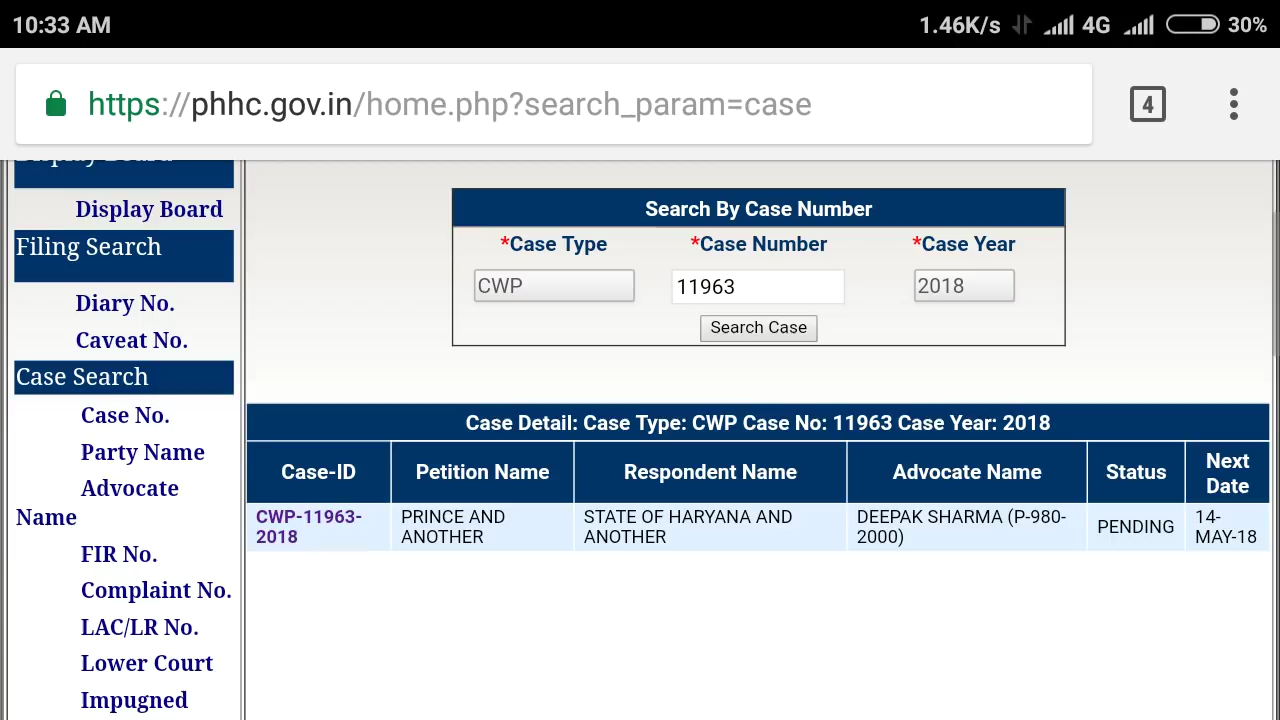 10:33 AM
1.46K/s 4G 30%
https://phhc.gov.in/home.php?search_param=case
4
Display Board
Display Board
Filing Search
Diary No.
Caveat No.
Case Search
Case No.
Party Name
Advocate
Name
FIR No.
Complaint No.
LAC/LR No.
Lower Court
Impugned
Search By Case Number
*Case Type *Case Number *Case Year
CWP 11963 2018
Search Case
Case Detail: Case Type: CWP Case No: 11963 Case Year: 2018
Case-ID Petition Name Respondent Name Advocate Name Status Next
Date
CWP-11963- PRINCE AND STATE OF HARYANA AND DEEPAK SHARMA (P-980- PENDING 14-
2018 ANOTHER ANOTHER 2000) MAY-18